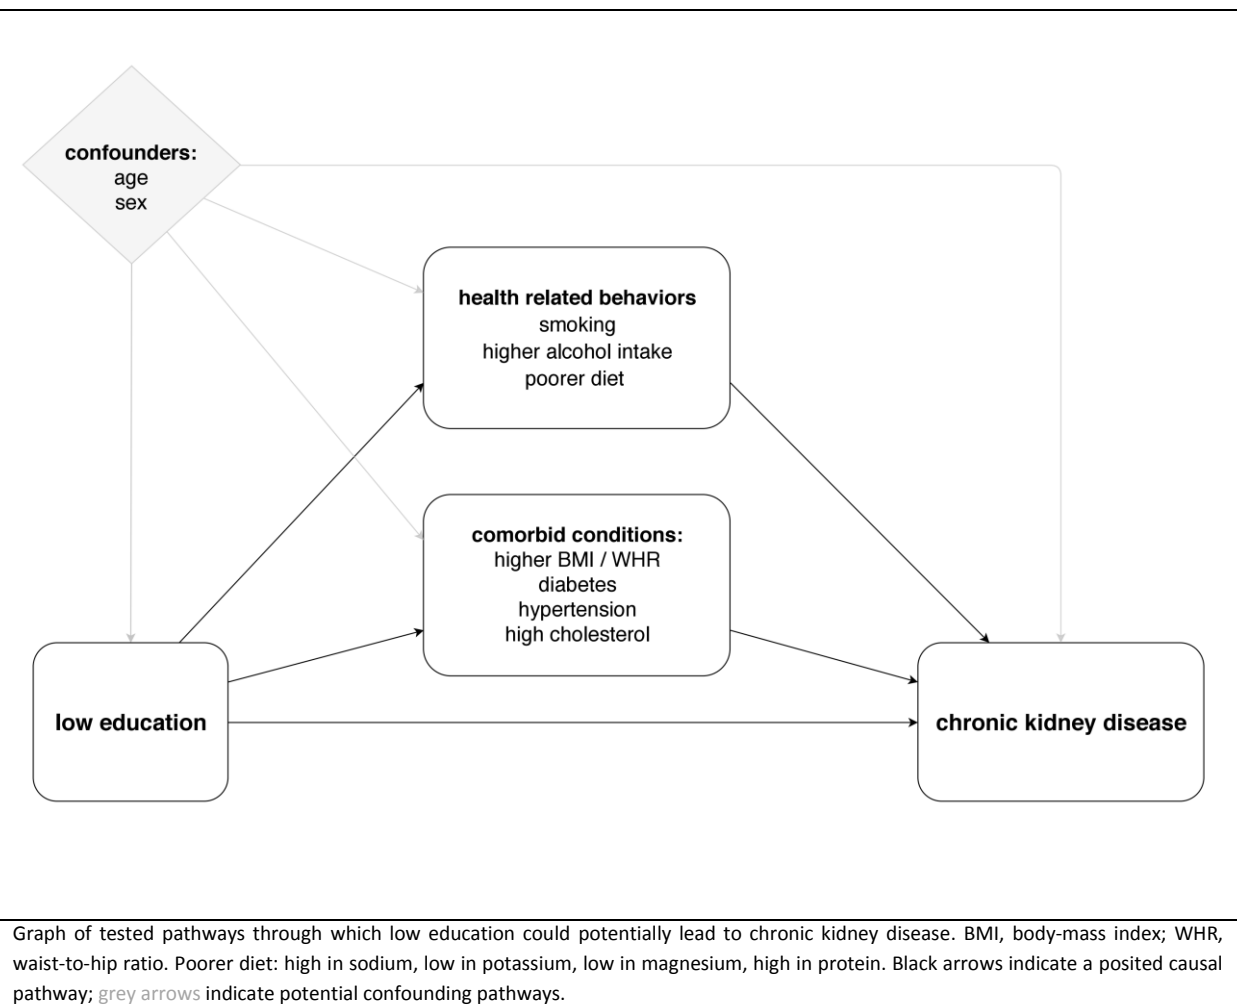 confounders:
age
sex
health related behaviors
smoking
higher alcohol intake
poorer diet
comorbid conditions:
higher BMI / WHR
diabetes
hypertension
high cholesterol
low education
chronic kidney disease
Graph of tested pathways through which low education could potentially lead to chronic kidney disease. BMI, body-mass index; WHR,
waist-to-hip ratio. Poorer diet: high in sodium, low in potassium, low in magnesium, high in protein. Black arrows indicate a posited causal
pathway; grey arrows indicate potential confounding pathways.